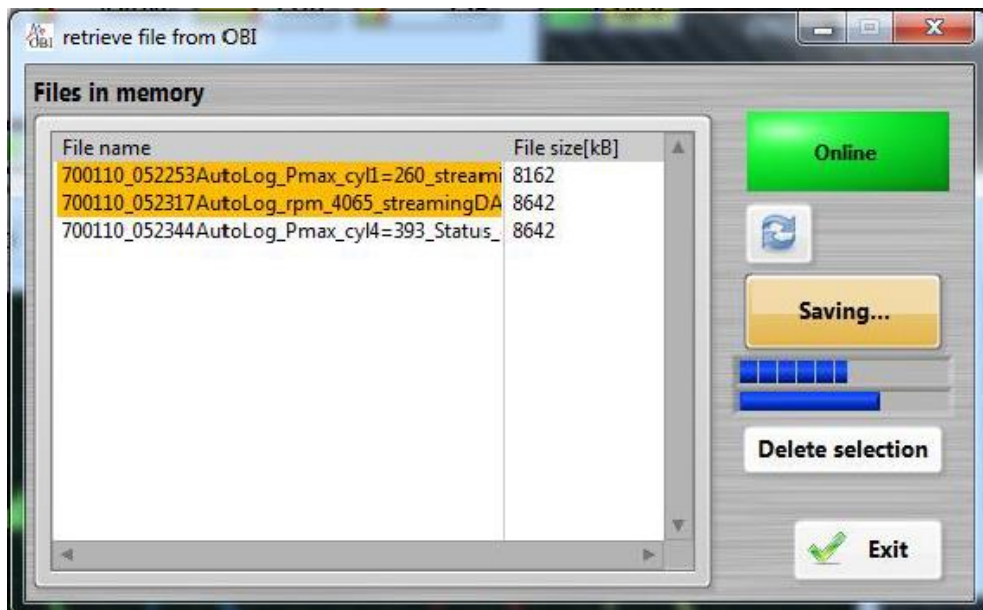 retrieve file from OBI
Files in memory
File name File size[kB]
700110_052253AutoLog_Pmax_cyl1=260_streami 8162
700110_052317AutoLog_rpm_4065_streamingDA 8642
700110_052344AutoLog_Pmax_cyl4=393_Status_ 8642
Online
Saving...
Delete selection
Exit